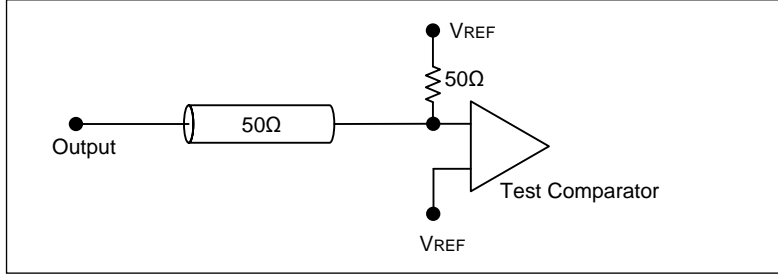 VREF
50Ω
50Ω
Output
Test Comparator
VREF